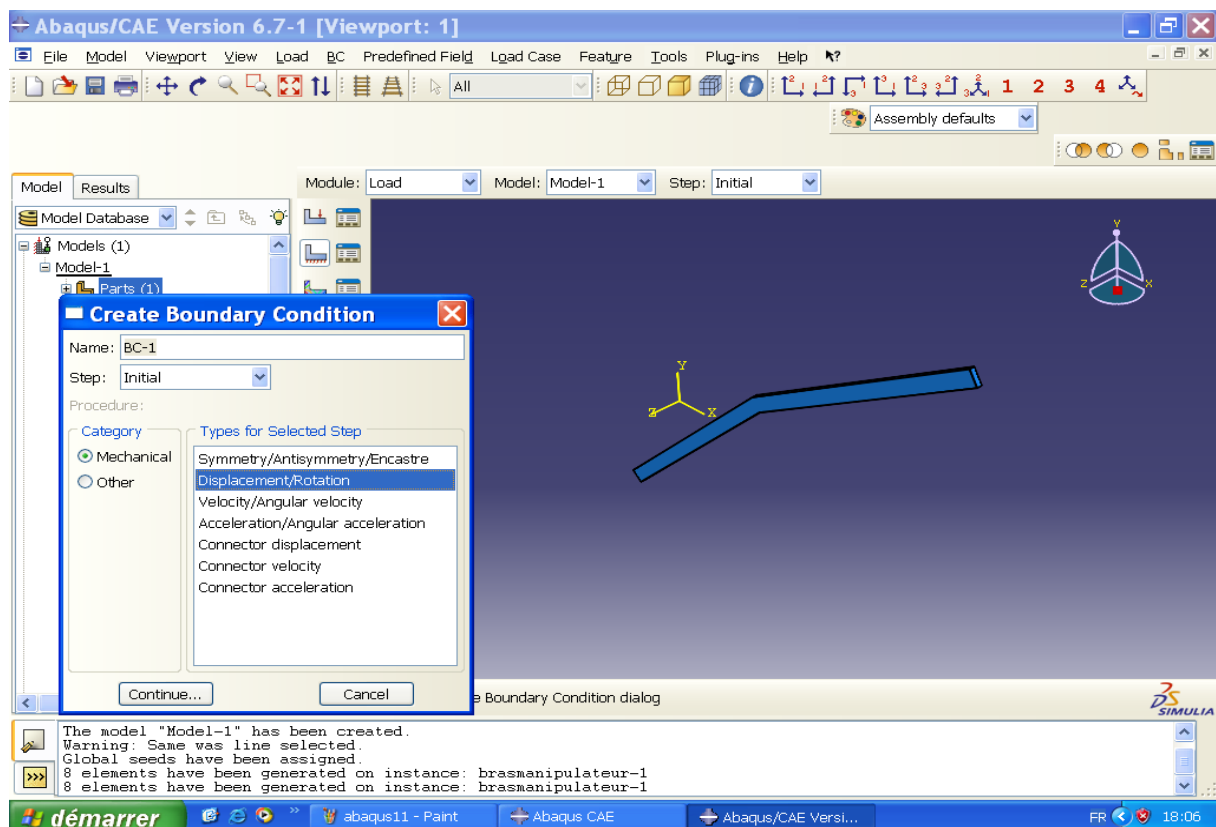 Abaqus/CAE Version 6.7-1 [Viewport: 1]
File Model Viewport View Load BC Predefined Field Load Case Feature Tools Plug-ins Help
All 1 2 3 4
Assembly defaults
Model Results
Module: Load Model: Model-1 Step: Initial
Model Database
Models (1)
Model-1
Parts (1)
Create Boundary Condition
Name: BC-1
Step: Initial
Procedure:
Category
Mechanical
Other
Types for Selected Step
Symmetry/Antisymmetry/Encastre
Displacement/Rotation
Velocity/Angular velocity
Acceleration/Angular acceleration
Connector displacement
Connector velocity
Connector acceleration
Continue... Cancel
Y
Z X
Y
Z X
Boundary Condition dialog
SIMULIA
The model "Model-1" has been created.
Warning: Same was line selected.
Global seeds have been assigned.
8 elements have been generated on instance: brasmanipulateur-1
8 elements have been generated on instance: brasmanipulateur-1
démarrer abaqus11 - Paint Abaqus CAE Abaqus/CAE Versi... FR 18:06